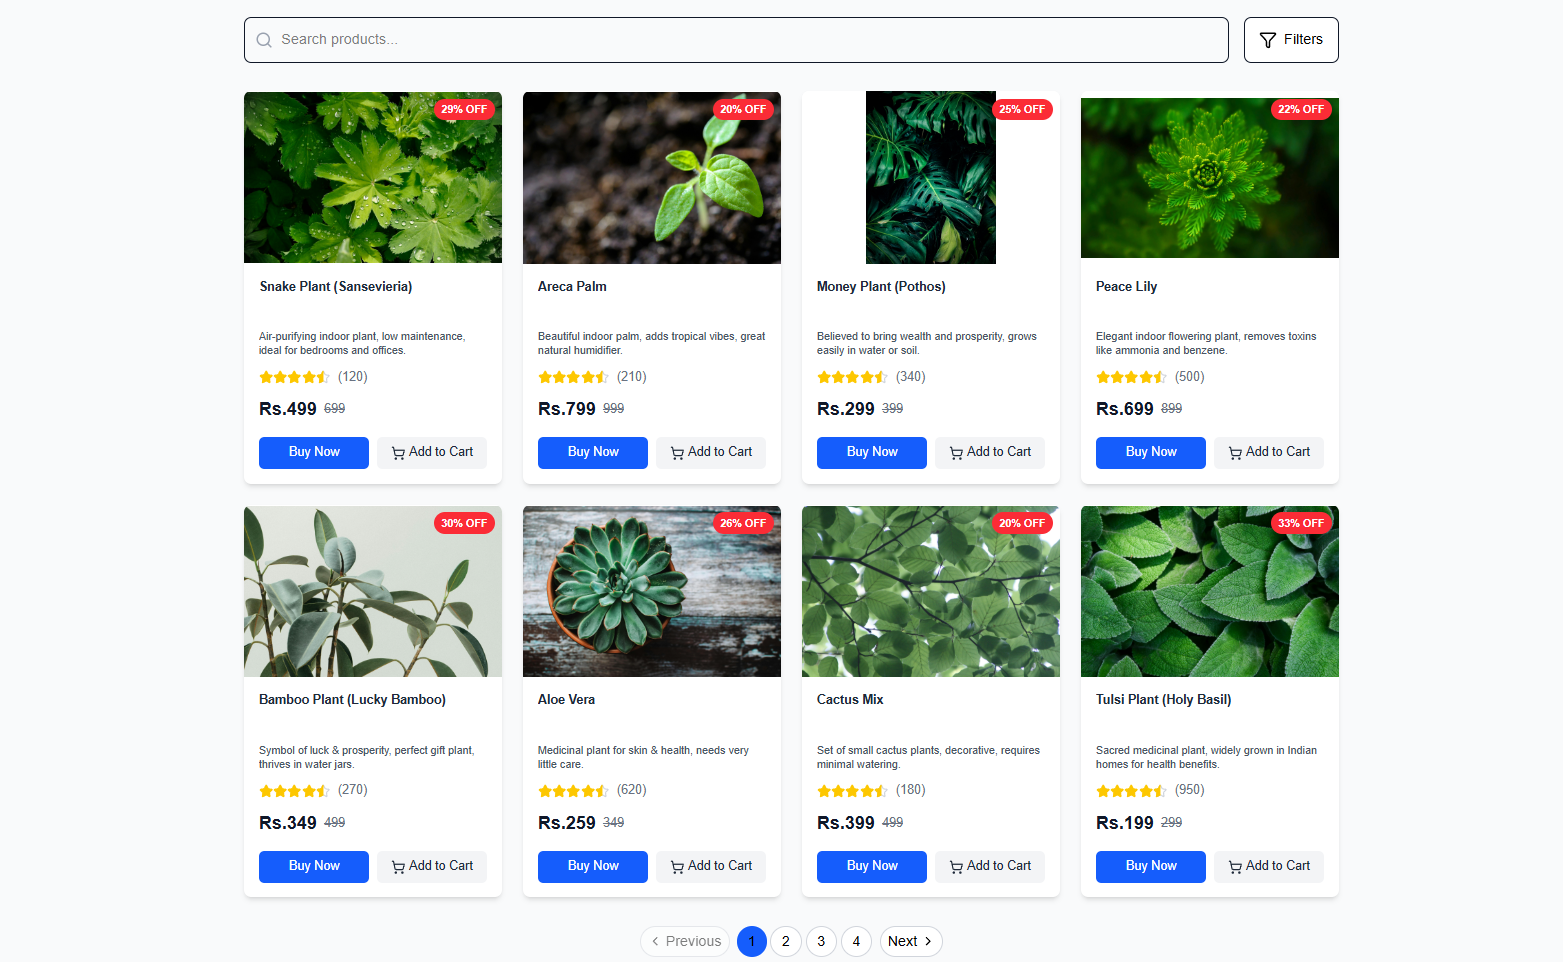 Search products...
Filters
29% OFF
20% OFF
25% OFF
22% OFF
Snake Plant (Sansevieria)
Air-purifying indoor plant, low maintenance,
ideal for bedrooms and offices.
(120)
Rs.499 699
Buy Now
Add to Cart
Areca Palm
Beautiful indoor palm, adds tropical vibes, great
natural humidifier.
(210)
Rs.799 999
Buy Now
Add to Cart
Money Plant (Pothos)
Believed to bring wealth and prosperity, grows
easily in water or soil.
(340)
Rs.299 399
Buy Now
Add to Cart
Peace Lily
Elegant indoor flowering plant, removes toxins
like ammonia and benzene.
(500)
Rs.699 899
Buy Now
Add to Cart
30% OFF
26% OFF
20% OFF
33% OFF
Bamboo Plant (Lucky Bamboo)
Symbol of luck & prosperity, perfect gift plant,
thrives in water jars.
(270)
Rs.349 499
Buy Now
Add to Cart
Aloe Vera
Medicinal plant for skin & health, needs very
little care.
(620)
Rs.259 349
Buy Now
Add to Cart
Cactus Mix
Set of small cactus plants, decorative, requires
minimal watering.
(180)
Rs.399 499
Buy Now
Add to Cart
Tulsi Plant (Holy Basil)
Sacred medicinal plant, widely grown in Indian
homes for health benefits.
(950)
Rs.199 299
Buy Now
Add to Cart
Previous 1 2 3 4 Next